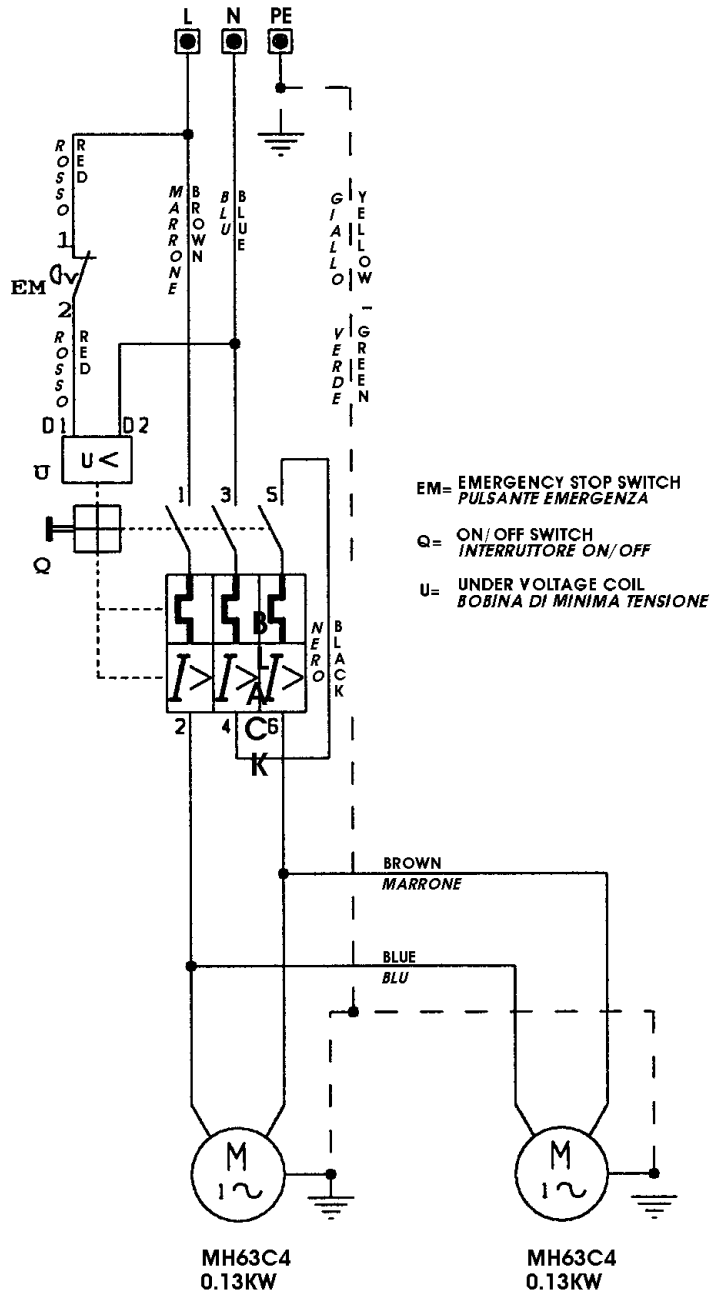 L N PE
ROSSO RED
MARRONE BROWN
BLU BLUE
GIALLO VERDE
YELLOW - GREEN
1
EM
2
ROSSO RED
D1 D2
U<
U
1 3 5
Q
NERO BLACK
BLACK
I> I> I>
2 4 6
EM= EMERGENCY STOP SWITCH
PULSANTE EMERGENZA
Q= ON/OFF SWITCH
INTERRUTTORE ON/OFF
U= UNDER VOLTAGE COIL
BOBINA DI MINIMA TENSIONE
BROWN
MARRONE
BLUE
BLU
M M
1~ 1~
MH63C4 MH63C4
0.13KW 0.13KW